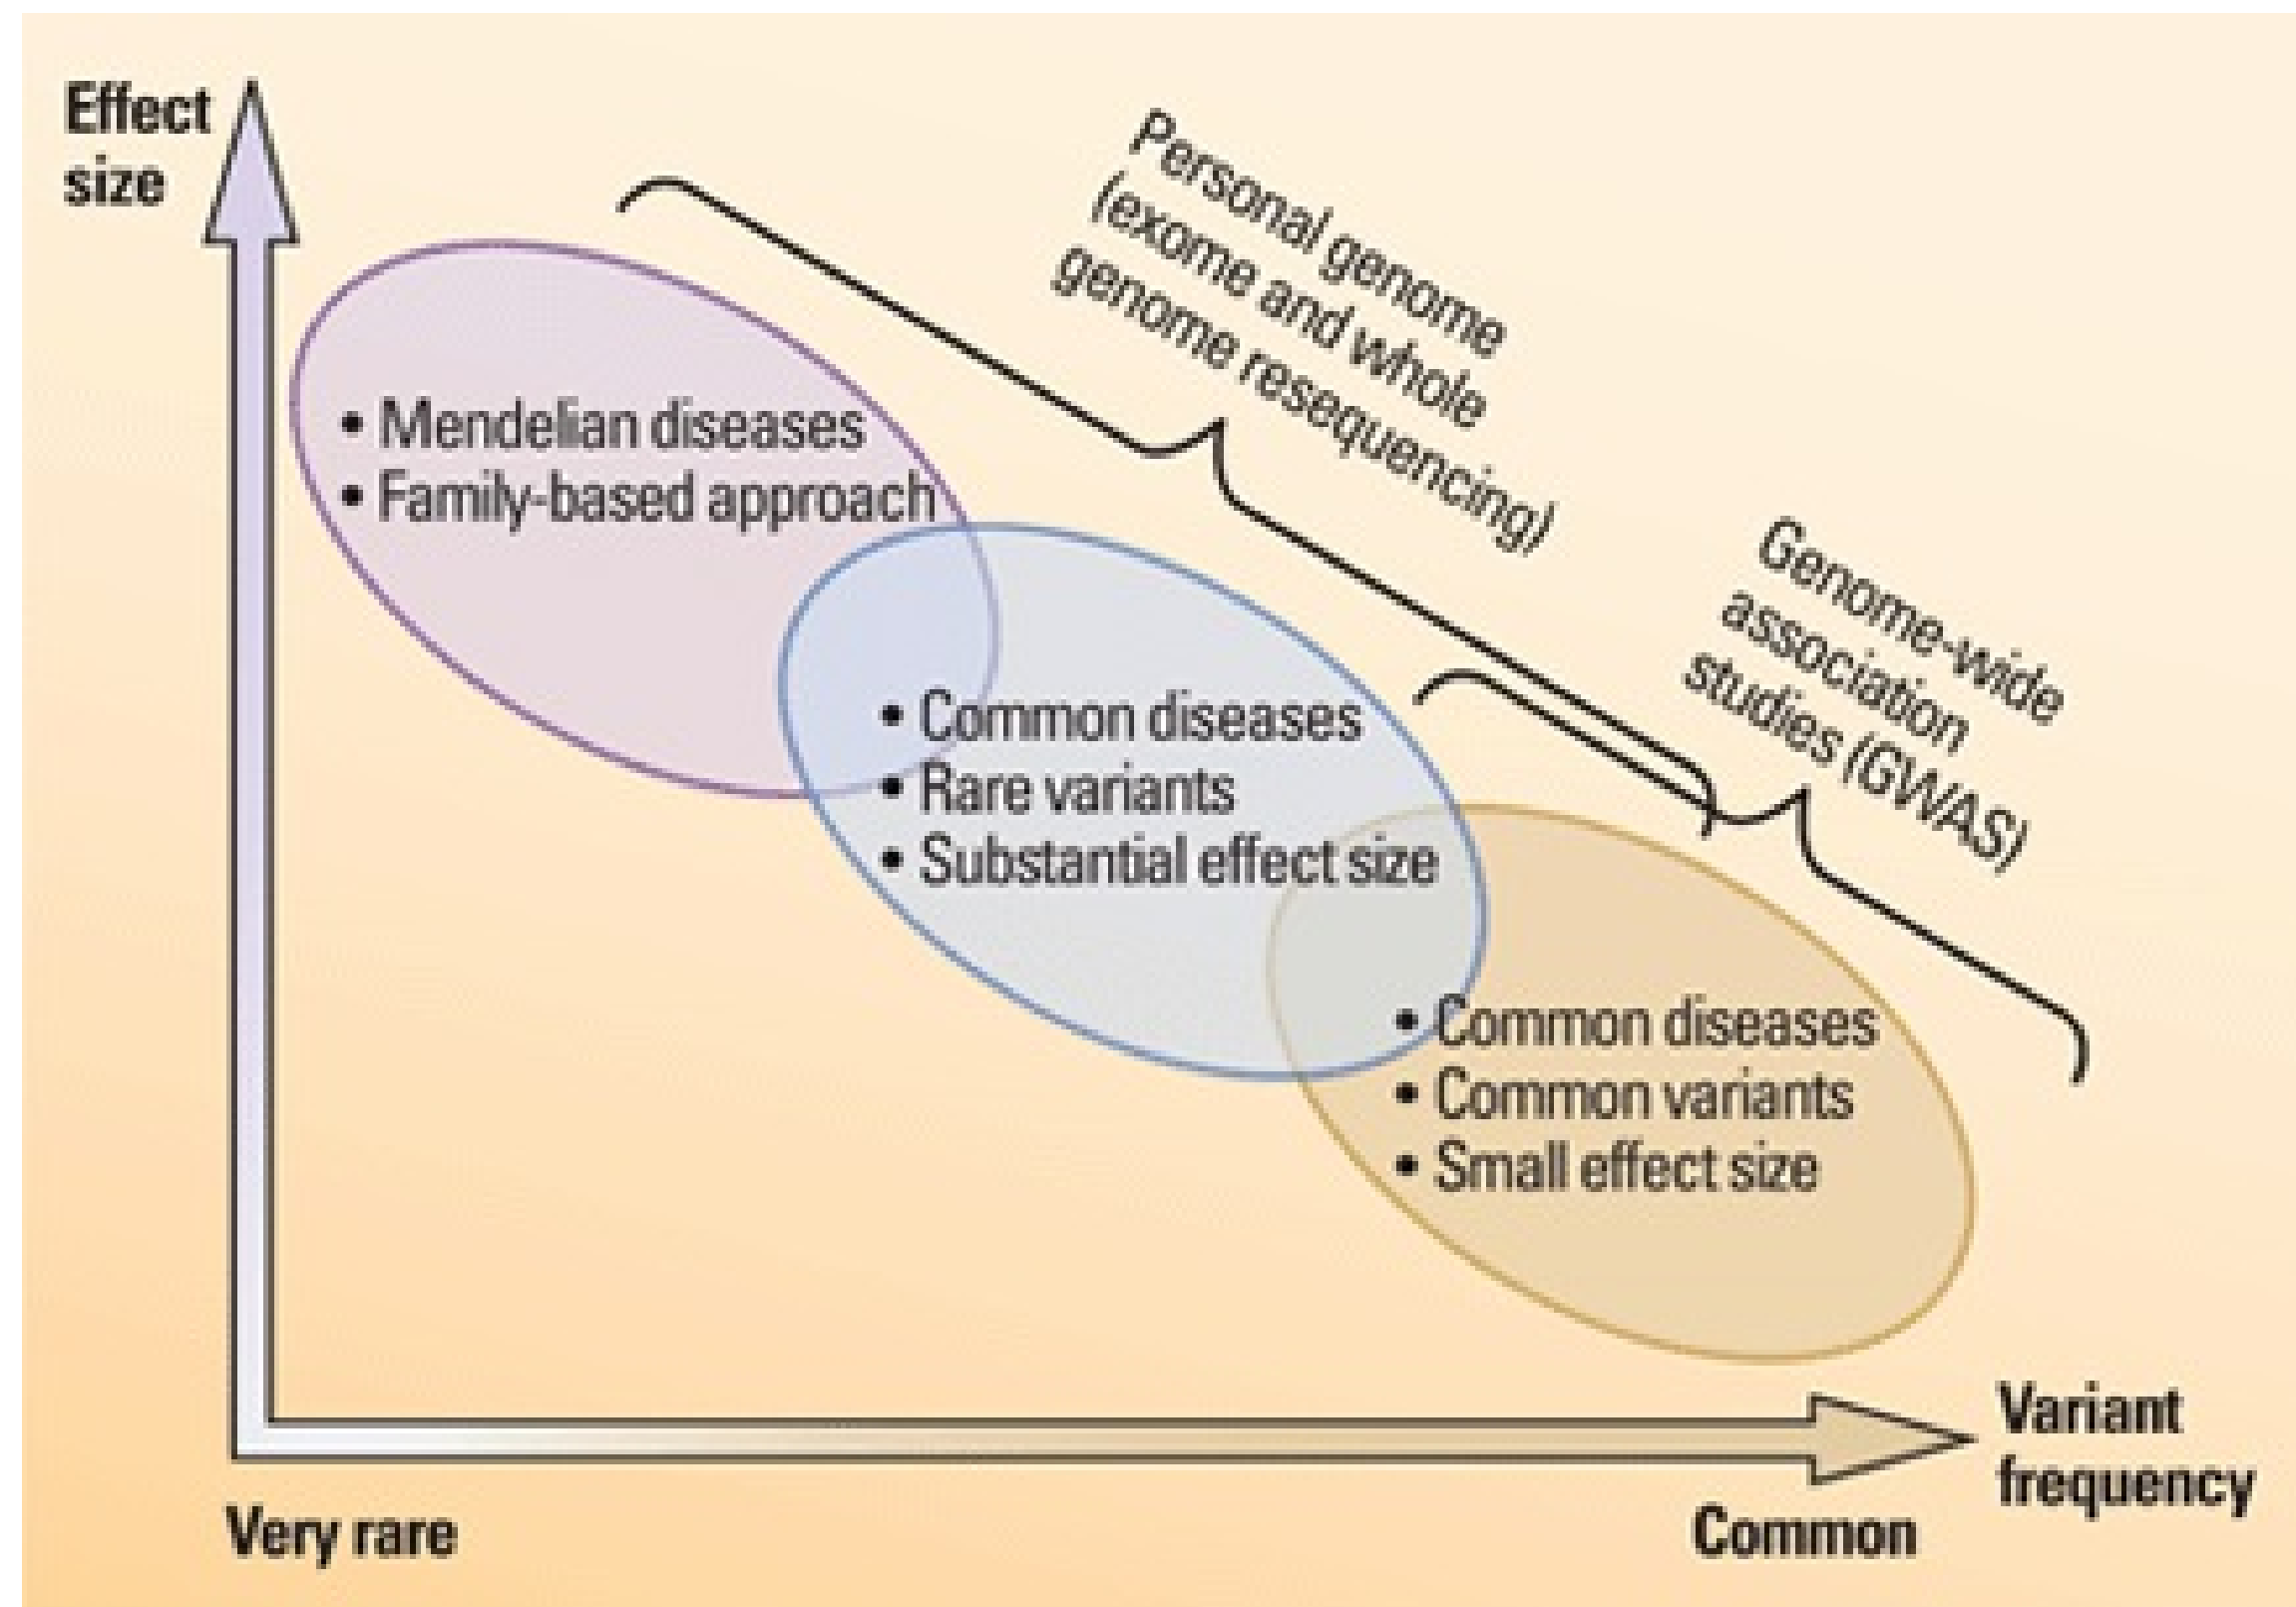 Effect
size
Personal genome
(exome and whole
genome resequencing)
Genome-wide
association
studies (GWAS)
• Mendelian diseases
• Family-based approach
• Common diseases
• Rare variants
• Substantial effect size
• Common diseases
• Common variants
• Small effect size
Variant
frequency
Very rare
Common